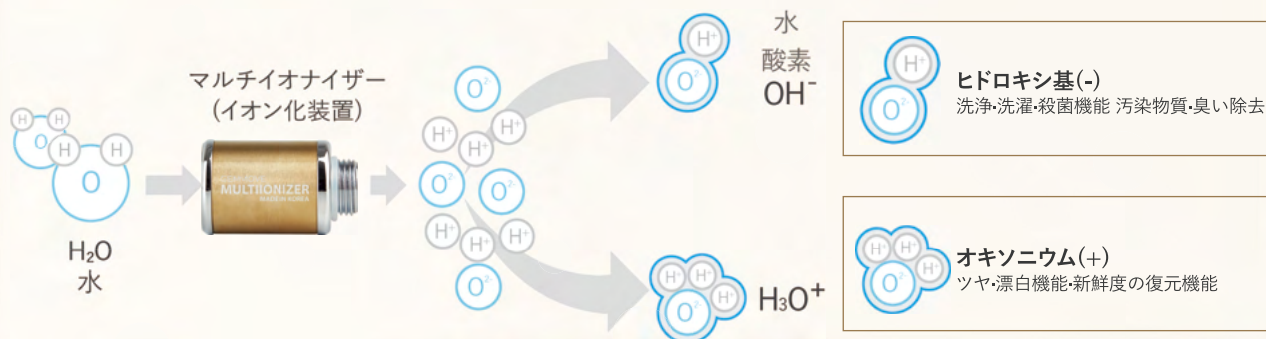 H H
O H H
O
H₂O
水
マルチイオナイザー
(イオン化装置)
MULTIIONIZER
MADE IN KOREA
O²⁻
H⁺ H⁺
H⁺
O²⁻ O²⁻
H⁺ H⁺
H⁺
O²⁻
H⁺
O²⁻
水
酸素
OH⁻
H⁺ H⁺
H⁺
O²⁻
H₃O⁺
H⁺
O²⁻
ヒドロキシ基(-)
洗浄・洗濯・殺菌機能 汚染物質・臭い除去
H⁺ H⁺
H⁺
O²⁻
オキソニウム(+)
ツヤ・漂白機能・新鮮度の復元機能